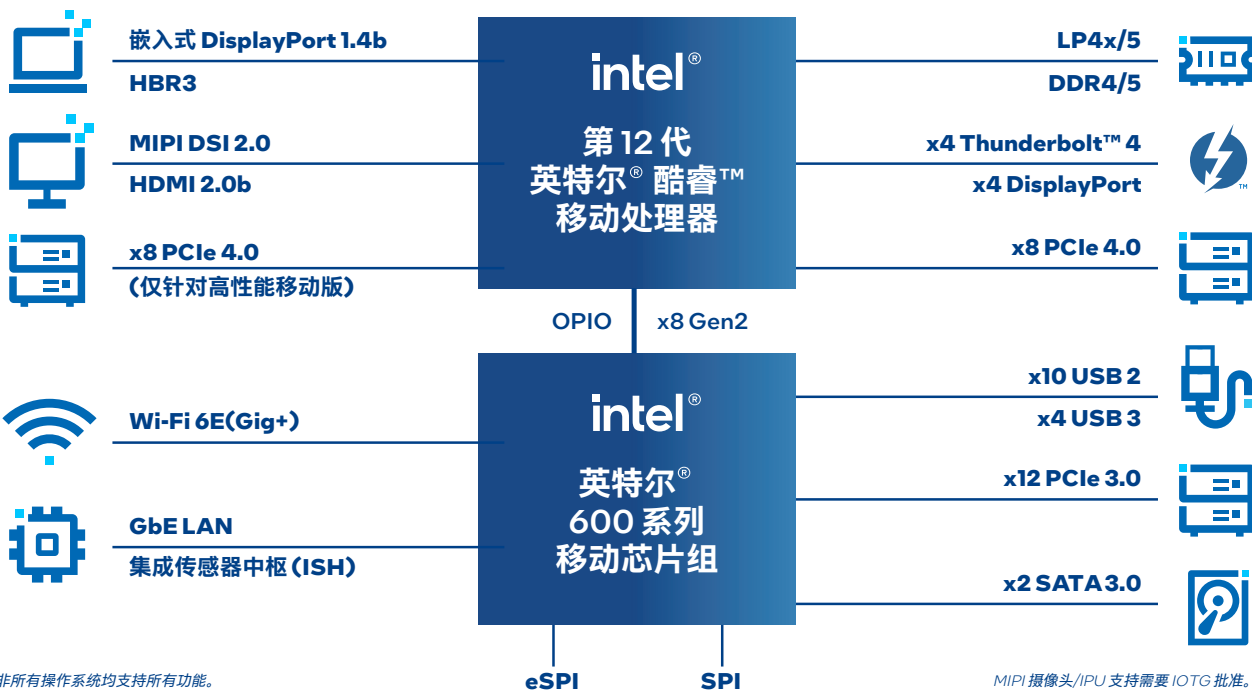 嵌入式 DisplayPort 1.4b
HBR3
MIPI DSI 2.0
HDMI 2.0b
x8 PCIe 4.0
(仅针对高性能移动版)
intel®
第 12 代
英特尔® 酷睿™
移动处理器
LP4x/5
DDR4/5
x4 Thunderbolt™ 4
x4 DisplayPort
TM
x8 PCIe 4.0
OPIO
x8 Gen2
Wi-Fi 6E(Gig+)
GbE LAN
集成传感器中枢 (ISH)
intel®
英特尔®
600 系列
移动芯片组
x10 USB 2
x4 USB 3
x12 PCIe 3.0
x2 SATA 3.0
eSPI
SPI
非所有操作系统均支持所有功能。
MIPI 摄像头/IPU 支持需要 IOTG 批准。